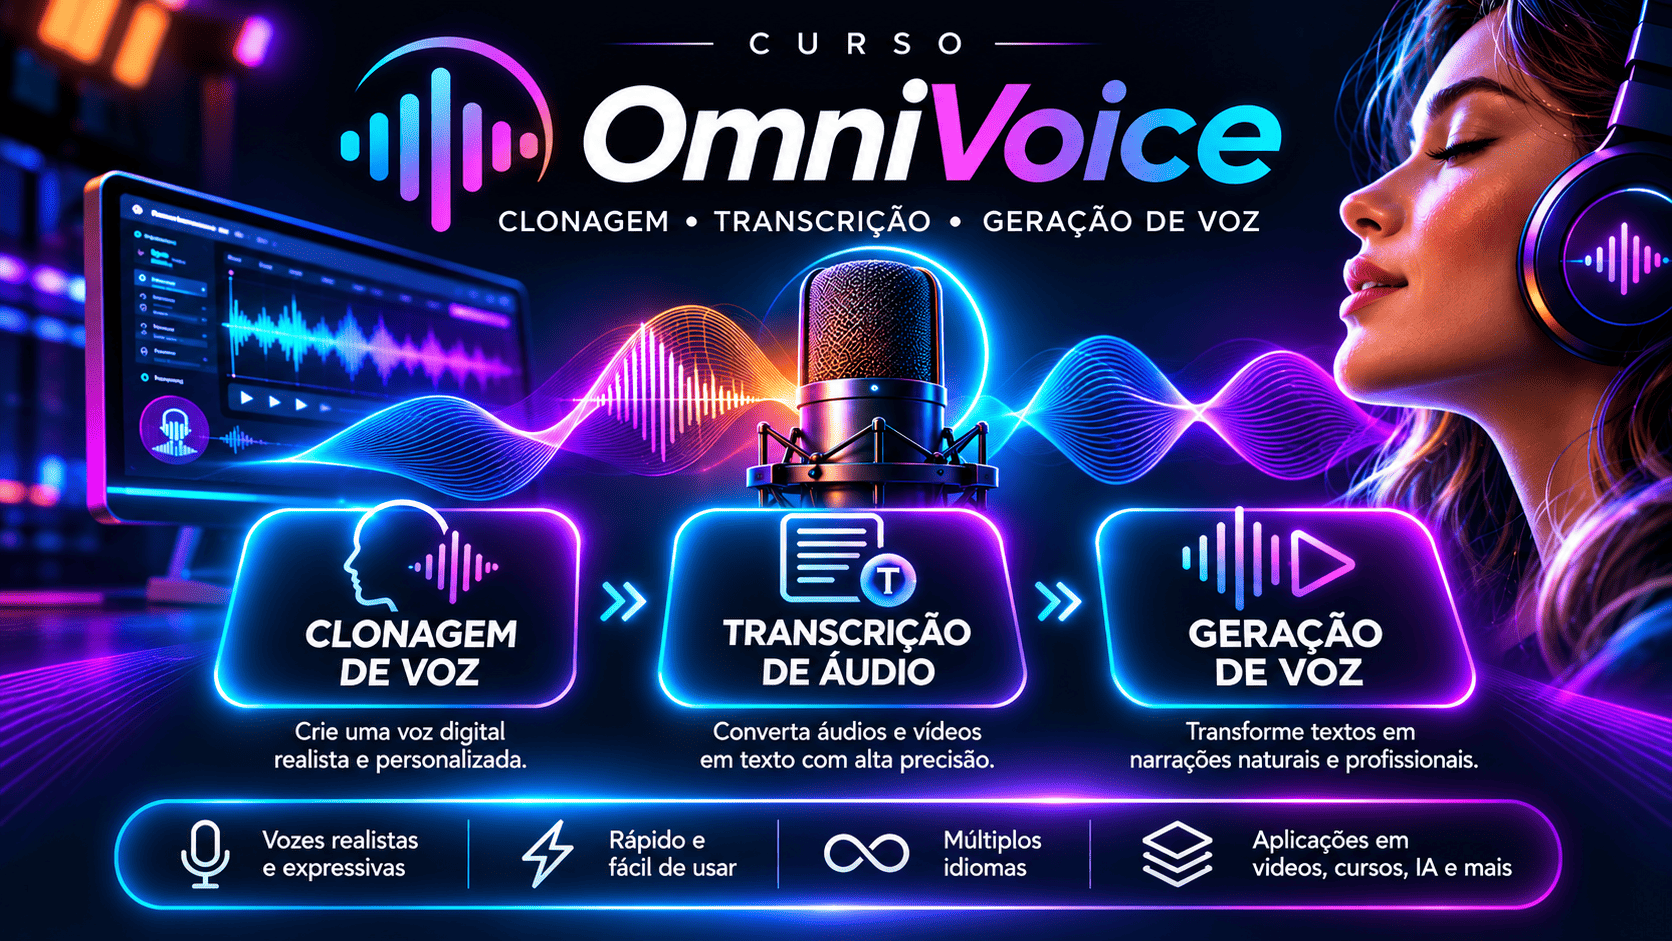 CURSO
OmniVoice
CLONAGEM • TRANSCRIÇÃO • GERAÇÃO DE VOZ
T
CLONAGEM
DE VOZ
TRANSCRIÇÃO
DE ÁUDIO
GERAÇÃO
DE VOZ
Crie uma voz digital
realista e personalizada.
Converta áudios e vídeos
em texto com alta precisão.
Transforme textos em
narrações naturais e profissionais.
Vozes realistas
e expressivas
Rápido e
fácil de usar
Múltiplos
idiomas
Aplicações em
videos, cursos, IA e mais